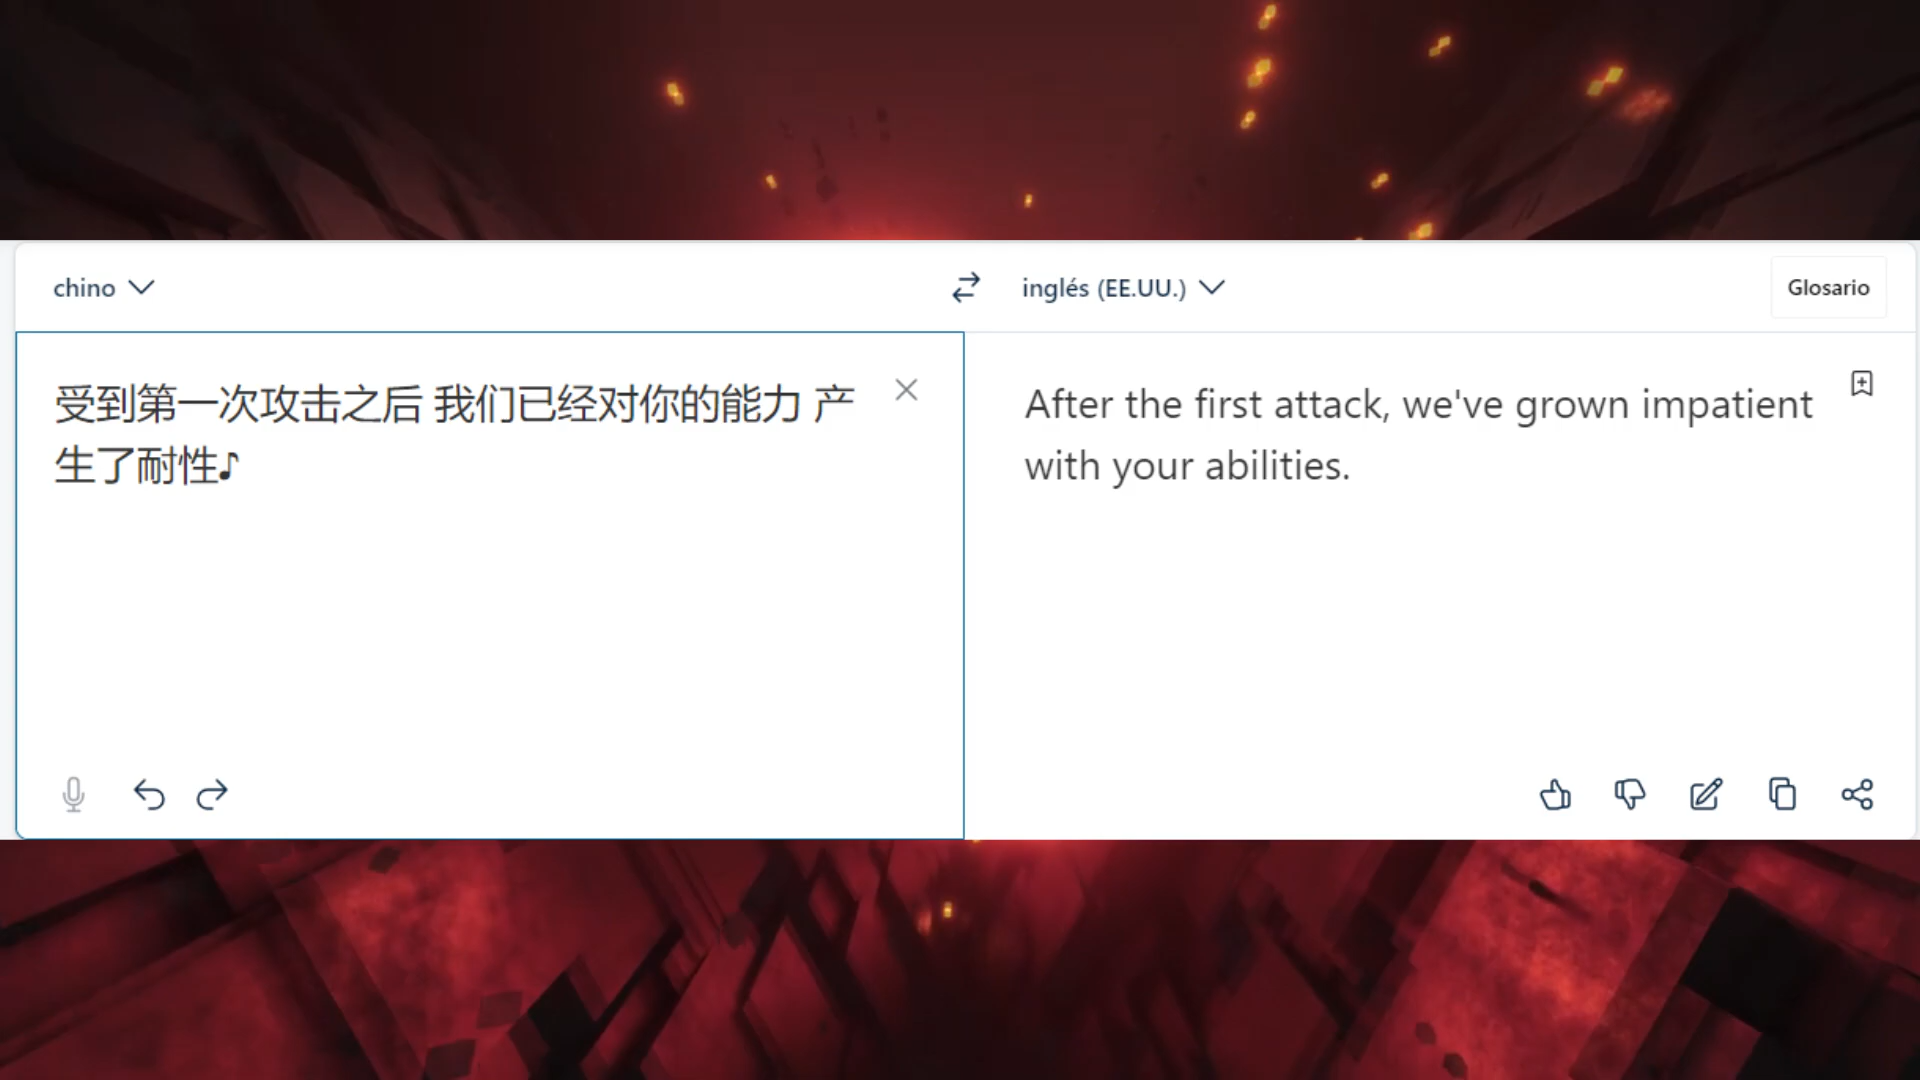 chino
inglés (EE.UU.)
Glosario
受到第一次攻击之后 我们已经对你的能力 产
生了耐性♪
After the first attack, we've grown impatient
with your abilities.